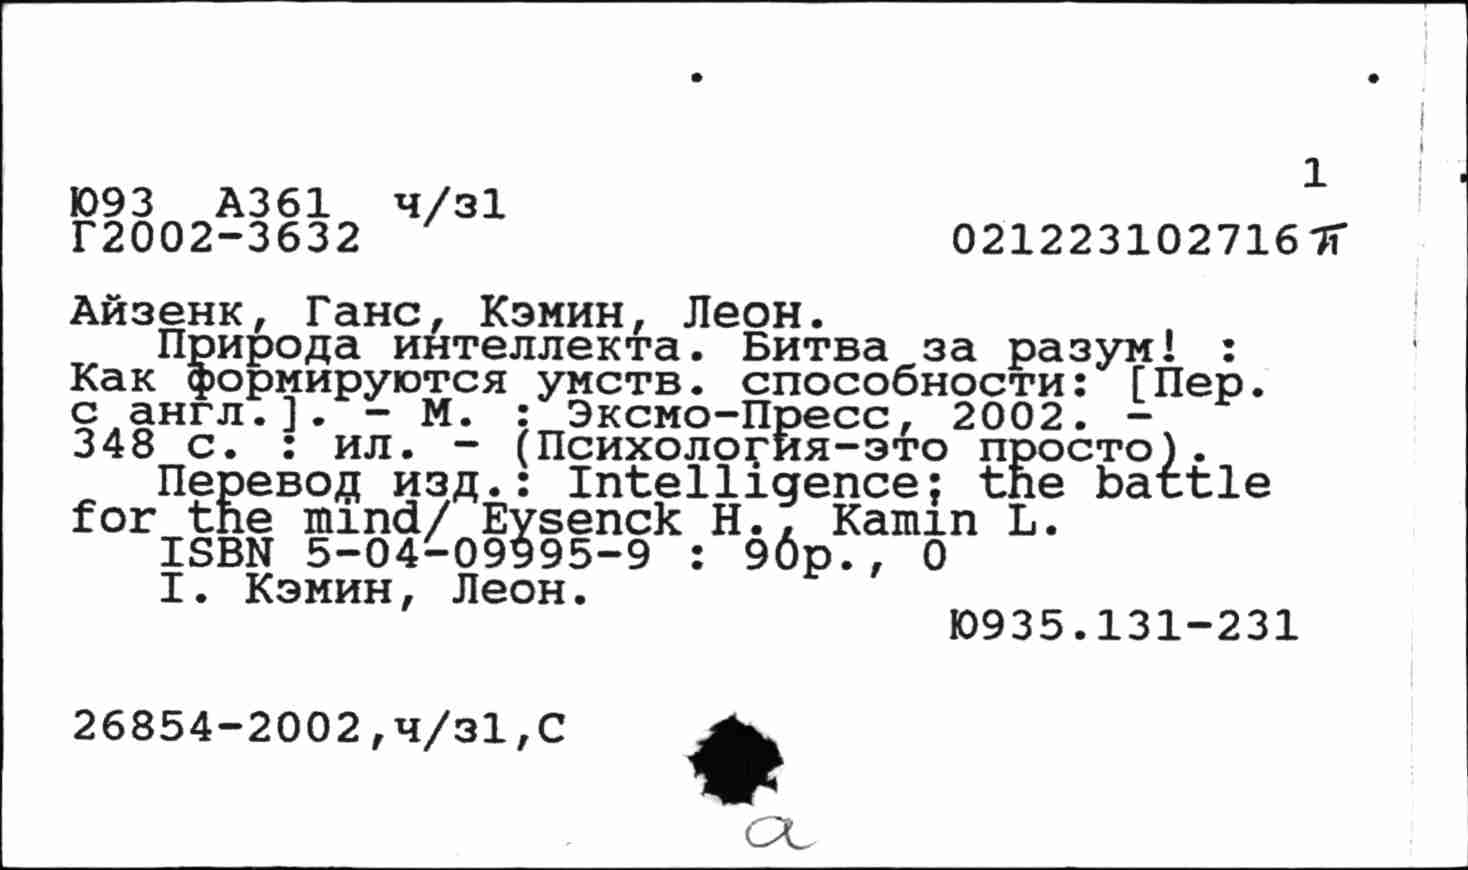 1
Ю93 А361 ч/з1
Г2002-3632 021223102716π
Айзенк, Ганс, Кэмин, Леон.
Природа интеллекта. Битва за разум! :
Как формируются умств. способности: [Пер.
с англ.]. - М. : Эксмо-Пресс, 2002. -
348 с. : ил. - (Психология-это просто).
Перевод изд.: Intelligence; the battle
for the mind/ Eysenck H., Kamin L.
ISBN 5-04-09995-9 : 90р., 0
I. Кэмин, Леон.
Ю935.131-231
26854-2002,ч/з1,С
a